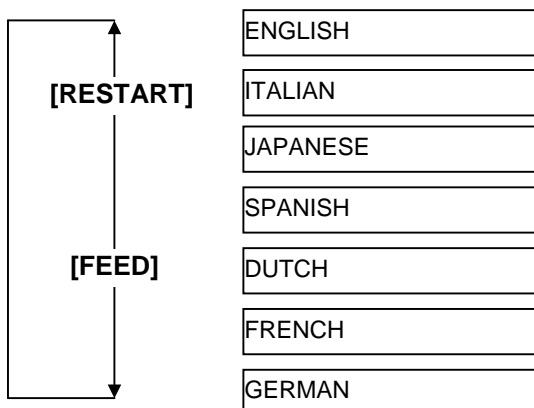 ENGLISH
[RESTART] ITALIAN
JAPANESE
SPANISH
[FEED] DUTCH
FRENCH
GERMAN